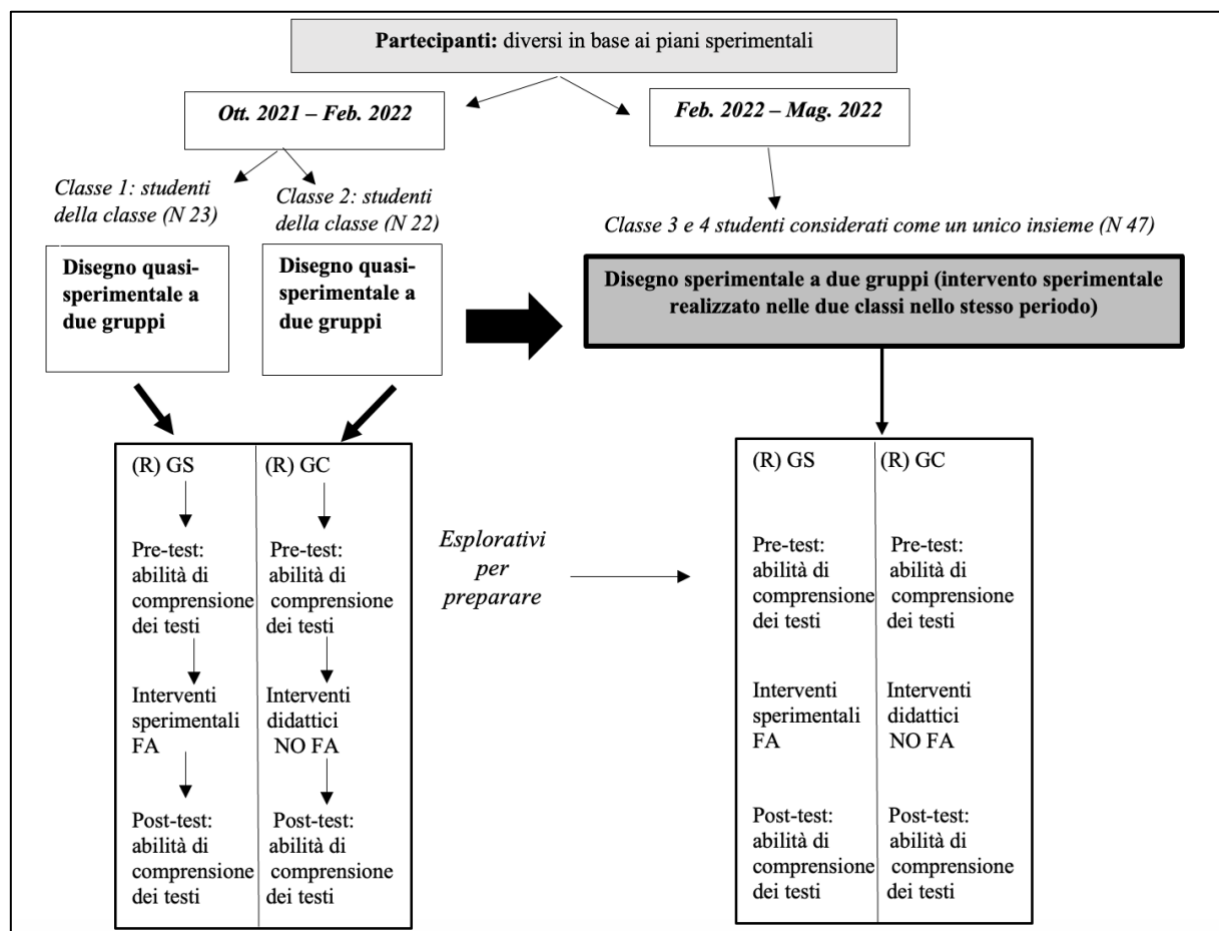 Partecipanti: diversi in base ai piani sperimentali
Ott. 2021 – Feb. 2022
Feb. 2022 – Mag. 2022
Classe 1: studenti
della classe (N 23)
Classe 2: studenti
della classe (N 22)
Classe 3 e 4 studenti considerati come un unico insieme (N 47)
Disegno quasi-
sperimentale a
due gruppi
Disegno quasi-
sperimentale a
due gruppi
Disegno sperimentale a due gruppi (intervento sperimentale
realizzato nelle due classi nello stesso periodo)
(R) GS
Pre-test:
abilità di
comprensione
dei testi
Interventi
sperimentali
FA
Post-test:
abilità di
comprensione
dei testi
(R) GC
Pre-test:
abilità di
comprensione
dei testi
Interventi
didattici
NO FA
Post-test:
abilità di
comprensione
dei testi
Esplorativi
per
preparare
(R) GS
Pre-test:
abilità di
comprensione
dei testi
Interventi
sperimentali
FA
Post-test:
abilità di
comprensione
dei testi
(R) GC
Pre-test:
abilità di
comprensione
dei testi
Interventi
didattici
NO FA
Post-test:
abilità di
comprensione
dei testi